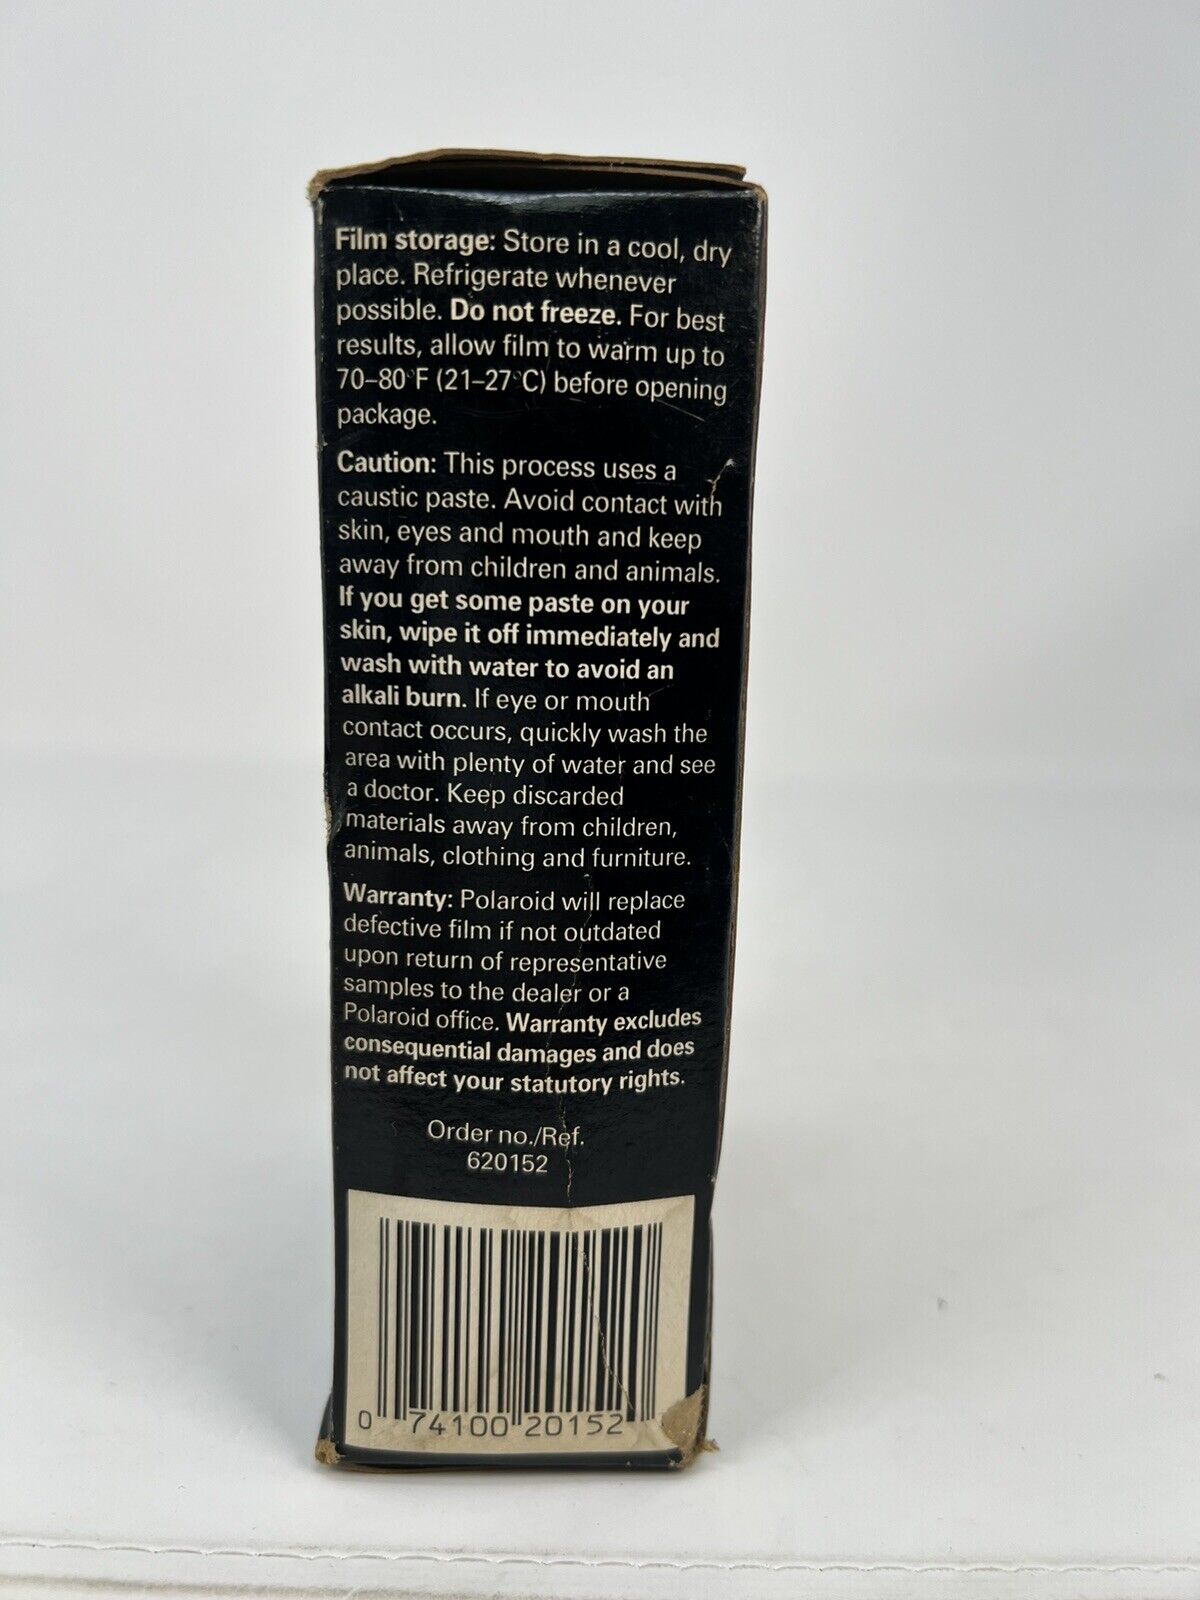 Film storage: Store in a cool, dry
place. Refrigerate whenever
possible. Do not freeze. For best
results, allow film to warm up to
70–80°F (21–27°C) before opening
package.
Caution: This process uses a
caustic paste. Avoid contact with
skin, eyes and mouth and keep
away from children and animals.
If you get some paste on your
skin, wipe it off immediately and
wash with water to avoid an
alkali burn. If eye or mouth
contact occurs, quickly wash the
area with plenty of water and see
a doctor. Keep discarded
materials away from children,
animals, clothing and furniture.
Warranty: Polaroid will replace
defective film if not outdated
upon return of representative
samples to the dealer or a
Polaroid office. Warranty excludes
consequential damages and does
not affect your statutory rights.
Order no./Ref.
620152
0 74100 20152